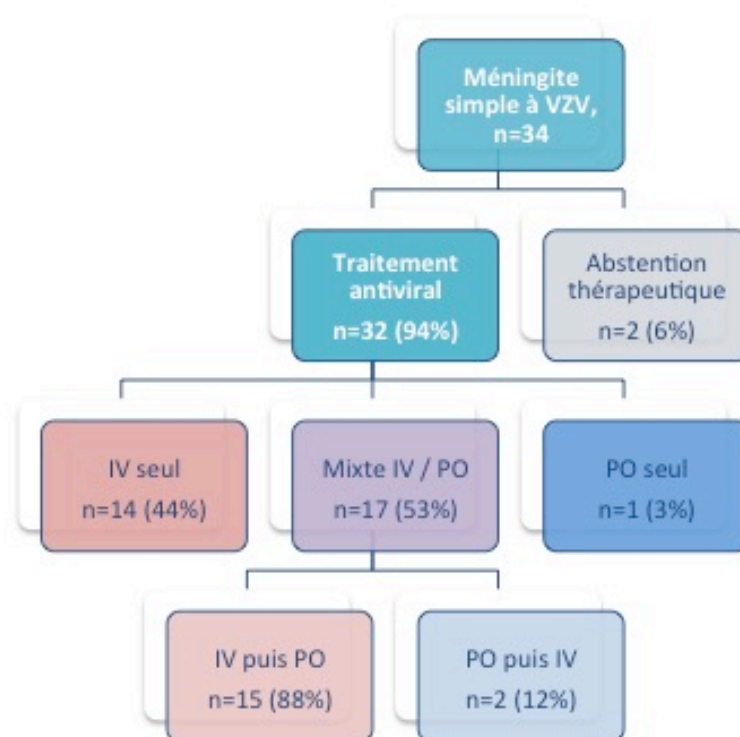 Méningite
simple à VZV,
n=34
Traitement
antiviral
n=32 (94%)
Abstention
thérapeutique
n=2 (6%)
IV seul
n=14 (44%)
Mixte IV / PO
n=17 (53%)
PO seul
n=1 (3%)
IV puis PO
n=15 (88%)
PO puis IV
n=2 (12%)